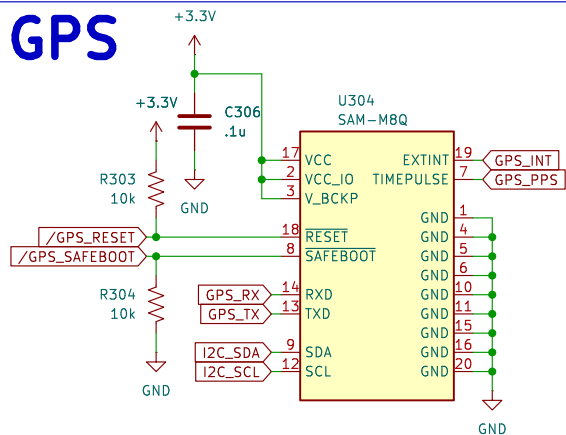 GPS
+3.3V
+3.3V
C306
.1u
GND
R303
10k
/GPS_RESET
/GPS_SAFEBOOT
R304
10k
GND
GPS_RX
GPS_TX
I2C_SDA
I2C_SCL
U304
SAM-M8Q
17 VCC
2 VCC_IO
3 V_BCKP
18 RESET
8 SAFEBOOT
14 RXD
13 TXD
9 SDA
12 SCL
EXTINT 19 GPS_INT
TIMEPULSE 7 GPS_PPS
GND 1
GND 4
GND 5
GND 6
GND 10
GND 11
GND 15
GND 16
GND 20
GND